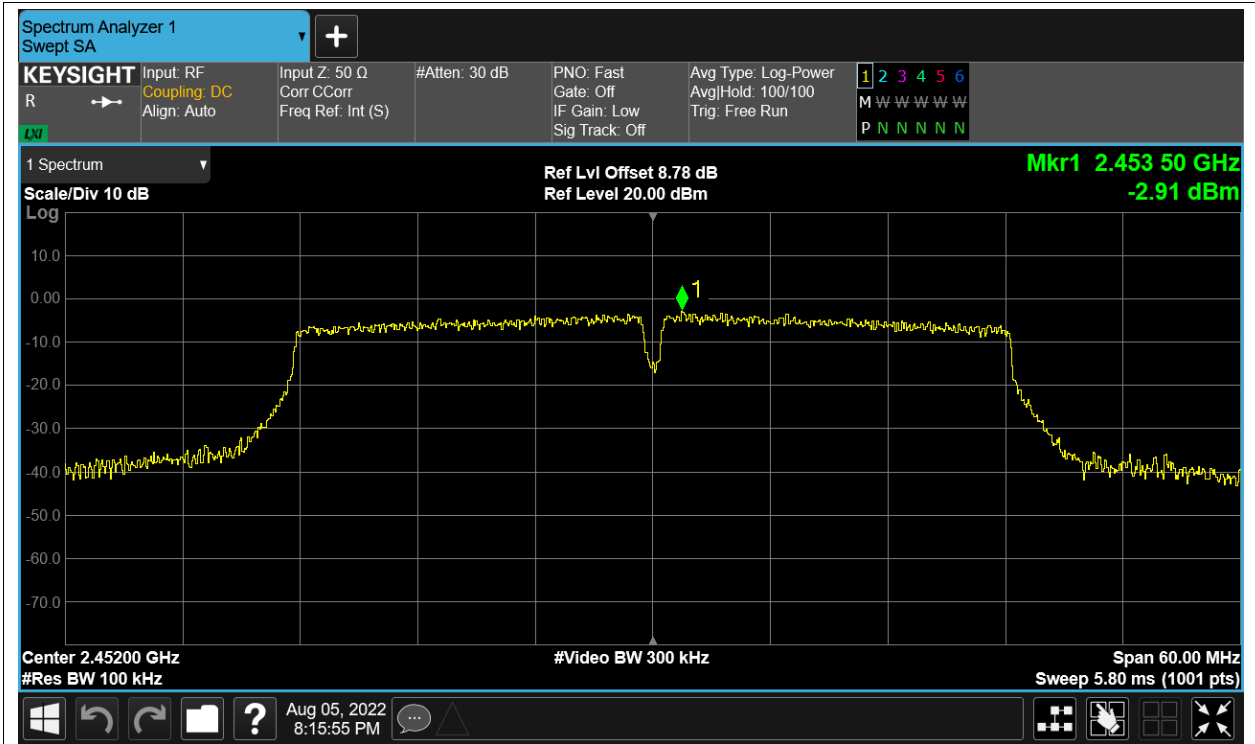 Spectrum Analyzer 1
Swept SA
KEYSIGHT
R
LXI
Input: RF
Coupling: DC
Align: Auto
Input Z: 50 Ω
Corr CCorr
Freq Ref: Int (S)
#Atten: 30 dB
PNO: Fast
Gate: Off
IF Gain: Low
Sig Track: Off
Avg Type: Log-Power
Avg|Hold: 100/100
Trig: Free Run
1 2 3 4 5 6
M W W W W W
P N N N N N
1 Spectrum
Scale/Div 10 dB
Log
Ref Lvl Offset 8.78 dB
Ref Level 20.00 dBm
Mkr1 2.453 50 GHz
-2.91 dBm
1
10.0
0.00
-10.0
-20.0
-30.0
-40.0
-50.0
-60.0
-70.0
Center 2.45200 GHz
#Res BW 100 kHz
#Video BW 300 kHz
Span 60.00 MHz
Sweep 5.80 ms (1001 pts)
?
Aug 05, 2022
8:15:55 PM